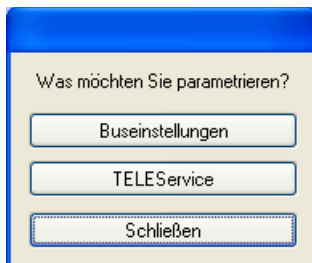 Was möchten Sie parametrieren?
Buseinstellungen
TELEService
Schließen